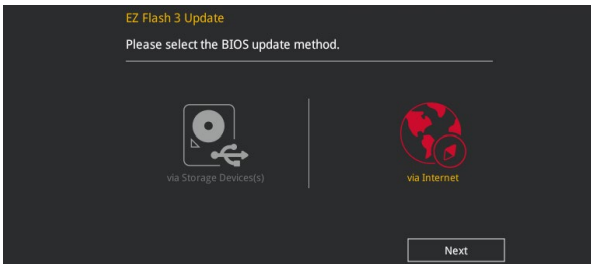 EZ Flash 3 Update
Please select the BIOS update method.
via Storage Devices(s)
via Internet
Next